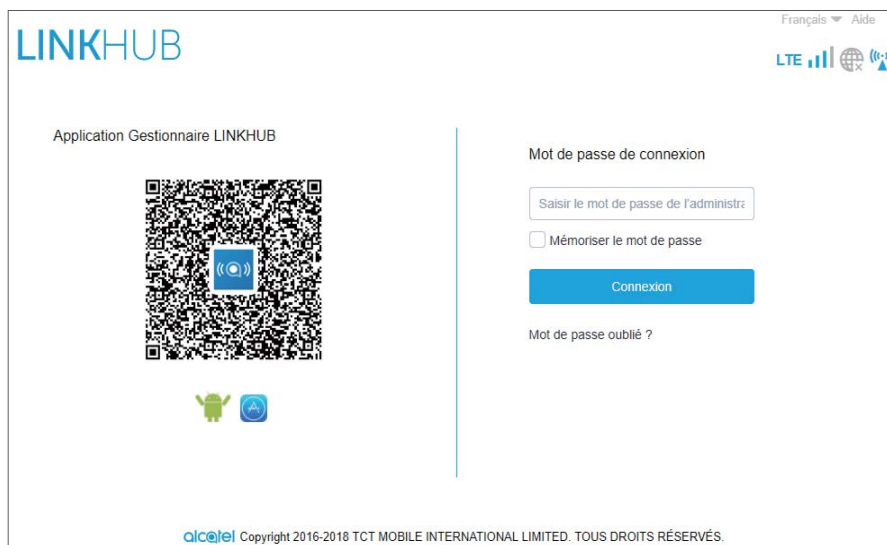 Français Aide
LINKHUB
LTE
Application Gestionnaire LINKHUB
Mot de passe de connexion
Saisir le mot de passe de l'administra
Mémoriser le mot de passe
Connexion
Mot de passe oublié ?
alcatel Copyright 2016-2018 TCT MOBILE INTERNATIONAL LIMITED. TOUS DROITS RÉSERVÉS.